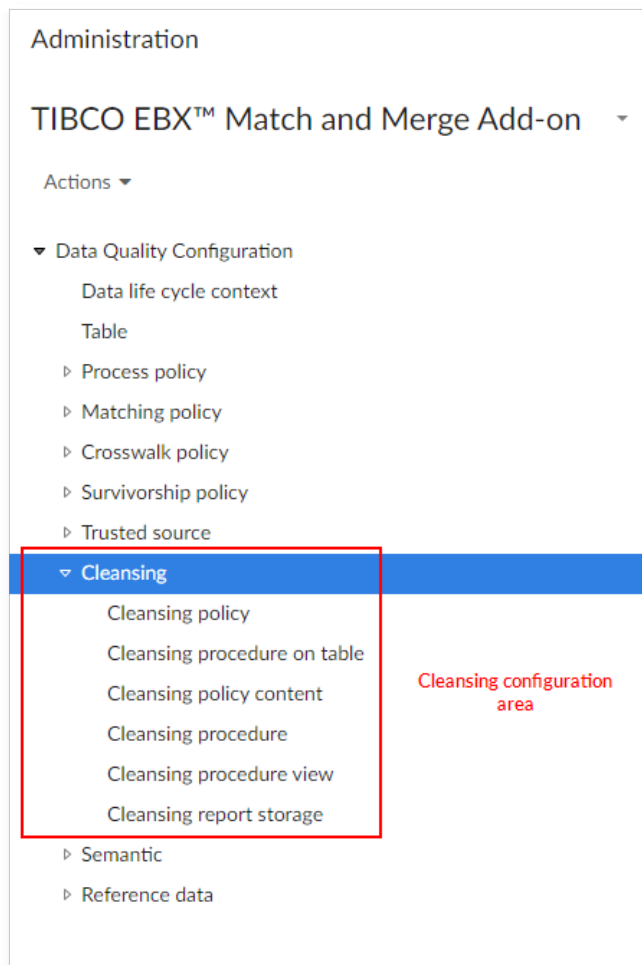 Administration
TIBCO EBX™ Match and Merge Add-on
Actions
Data Quality Configuration
Data life cycle context
Table
Process policy
Matching policy
Crosswalk policy
Survivorship policy
Trusted source
Cleansing
Cleansing policy
Cleansing procedure on table
Cleansing policy content
Cleansing procedure
Cleansing procedure view
Cleansing report storage
Cleansing configuration
area
Semantic
Reference data